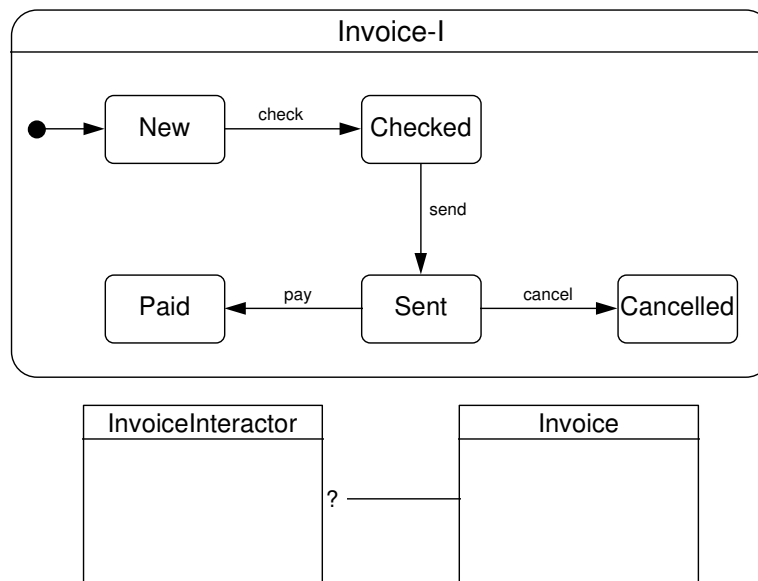 Invoice-I
New
check
Checked
send
Paid
pay
Sent
cancel
Cancelled
InvoiceInteractor
Invoice
?